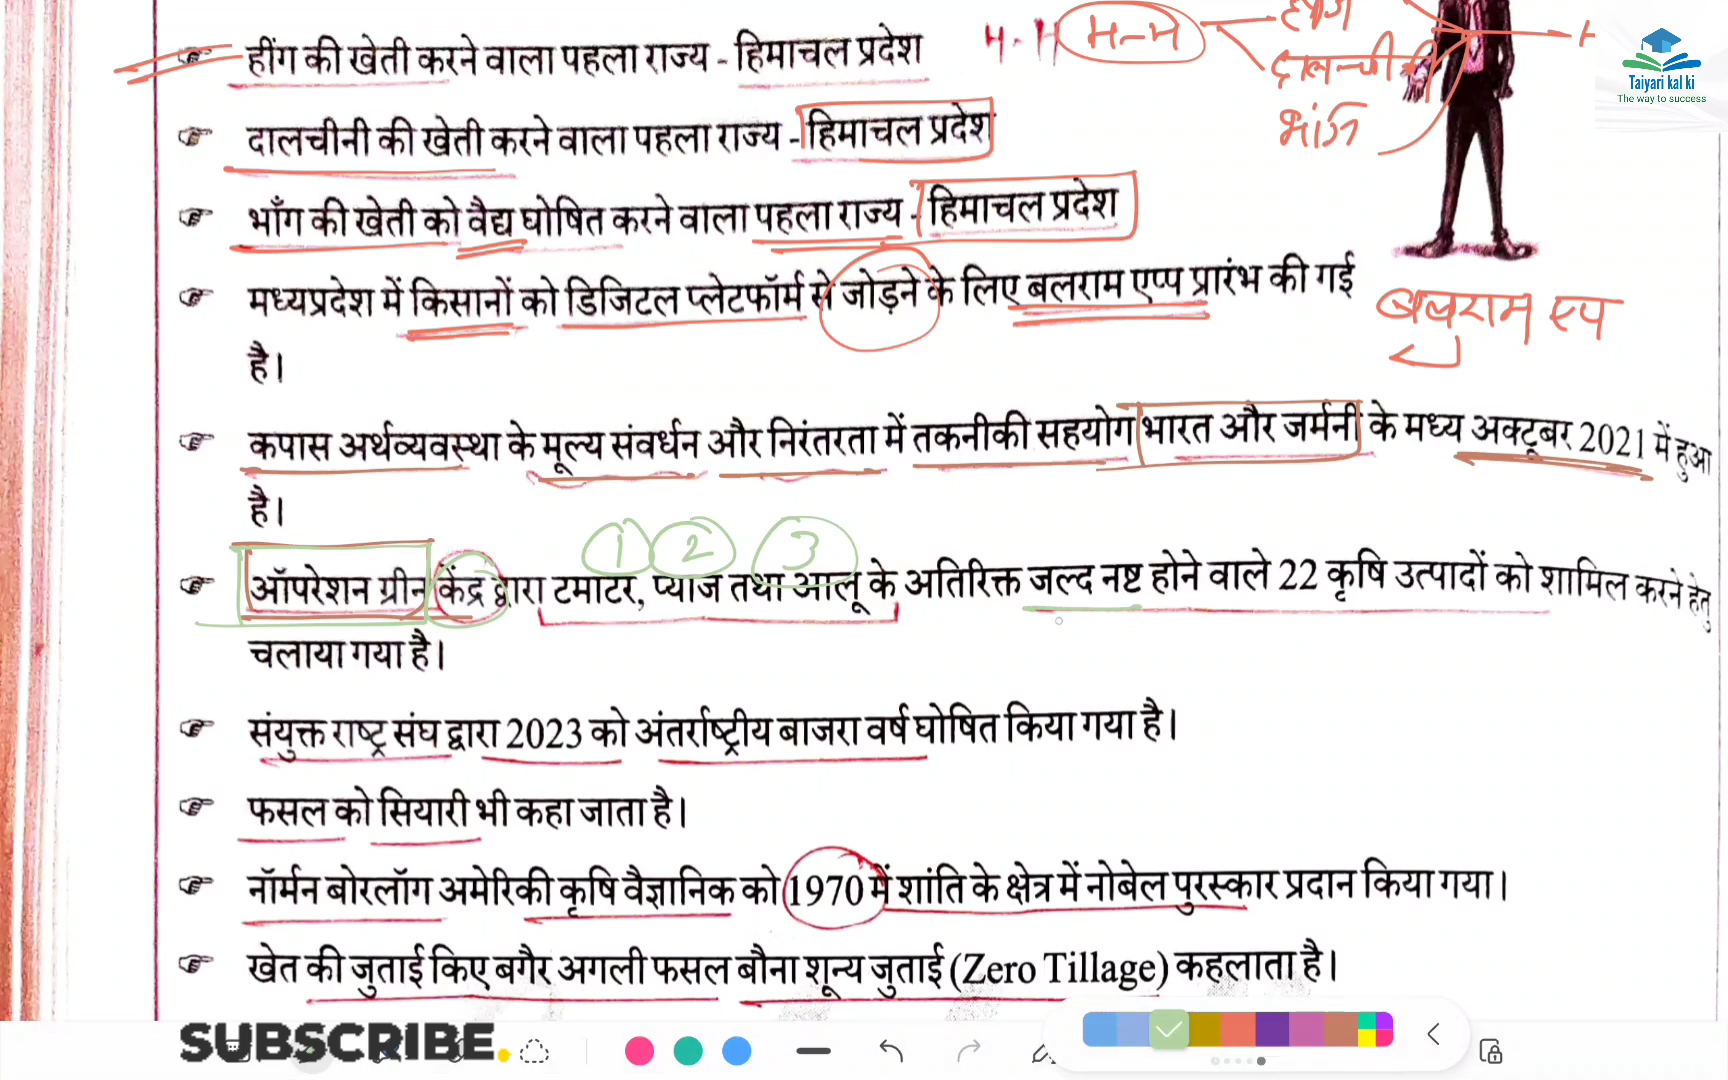 हींग की खेती करने वाला पहला राज्य - हिमाचल प्रदेश
H-H
H-H
दालचीनी
भांग
Taiyari kal ki
The way to success
दालचीनी की खेती करने वाला पहला राज्य - हिमाचल प्रदेश
भाँग की खेती को वैद्य घोषित करने वाला पहला राज्य - हिमाचल प्रदेश
मध्यप्रदेश में किसानों को डिजिटल प्लेटफॉर्म से जोड़ने के लिए बलराम एप्प प्रारंभ की गई
है।
बलराम एप
कपास अर्थव्यवस्था के मूल्य संवर्धन और निरंतरता में तकनीकी सहयोग भारत और जर्मनी के मध्य अक्टूबर 2021 में हुआ
है।
1 2 3
ऑपरेशन ग्रीन केंद्र द्वारा टमाटर, प्याज तथा आलू के अतिरिक्त जल्द नष्ट होने वाले 22 कृषि उत्पादों को शामिल करने हेतु
चलाया गया है।
संयुक्त राष्ट्र संघ द्वारा 2023 को अंतर्राष्ट्रीय बाजरा वर्ष घोषित किया गया है।
फसल को सियारी भी कहा जाता है।
नॉर्मन बोरलॉग अमेरिकी कृषि वैज्ञानिक को 1970 में शांति के क्षेत्र में नोबेल पुरस्कार प्रदान किया गया।
खेत की जुताई किए बगैर अगली फसल बौना शून्य जुताई (Zero Tillage) कहलाता है।
SUBSCRIBE.